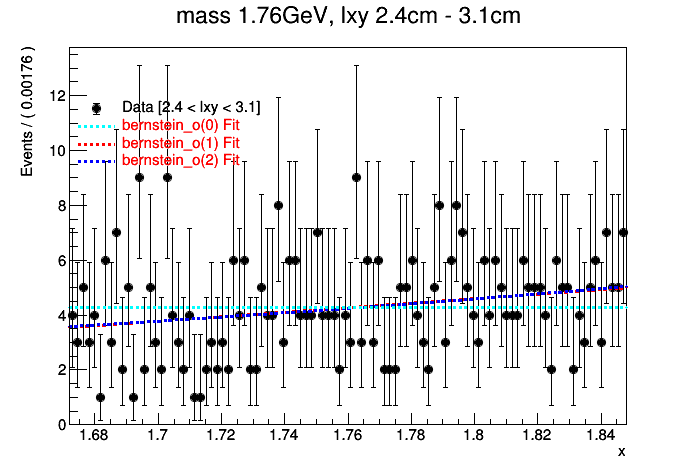 mass 1.76GeV, lxy 2.4cm - 3.1cm
Events / ( 0.00176 )
Data [2.4 < lxy < 3.1]
bernstein_o(0) Fit
bernstein_o(1) Fit
bernstein_o(2) Fit
12
10
8
6
4
2
0
1.68 1.7 1.72 1.74 1.76 1.78 1.8 1.82 1.84
x